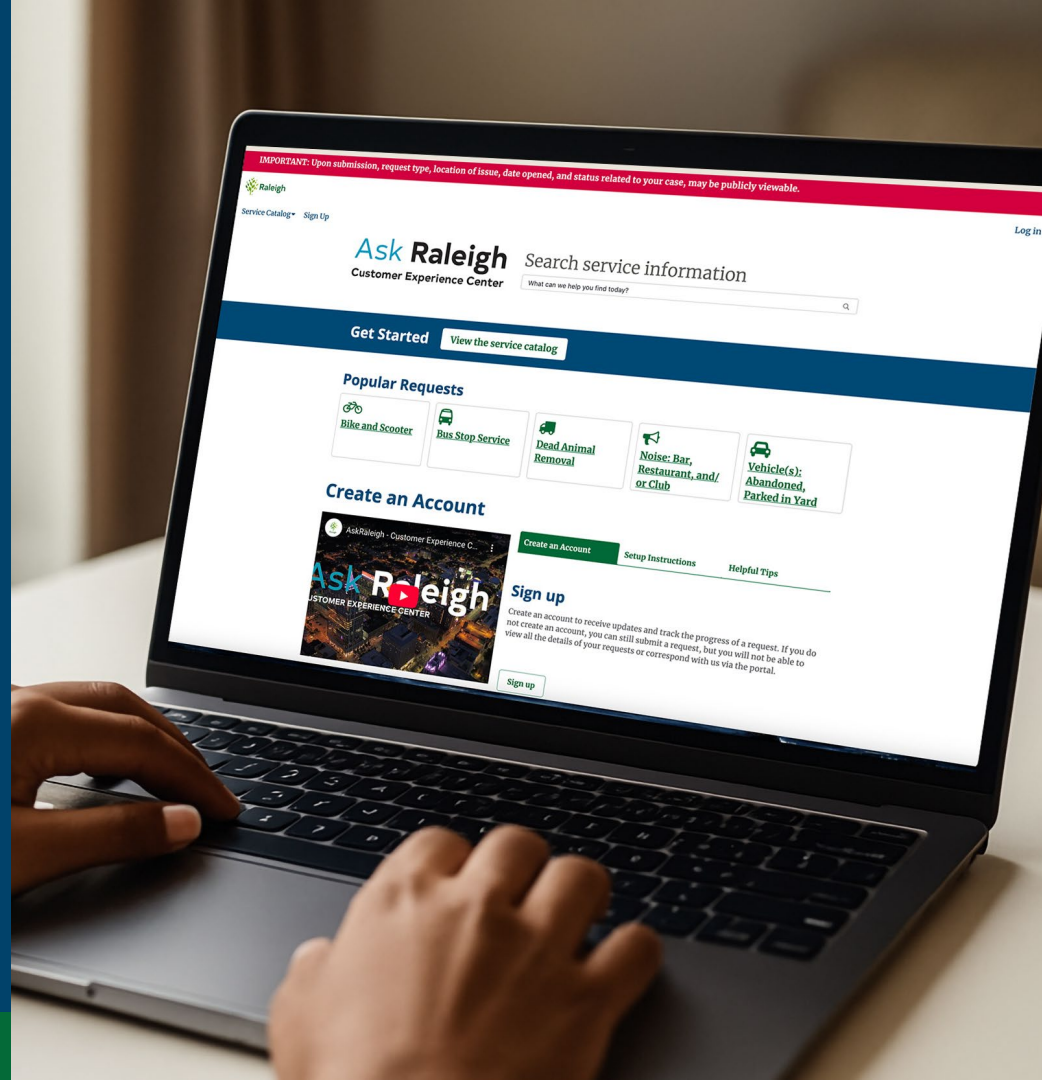 IMPORTANT: Upon submission, request type, location of issue, date opened, and status related to your case, may be publicly viewable.
Raleigh
Service Catalog
Sign Up
Log in
Ask Raleigh
Customer Experience Center
Search service information
What can we help you find today?
Get Started
View the service catalog
Popular Requests
Bike and Scooter
Bus Stop Service
Dead Animal
Removal
Noise: Bar,
Restaurant, and/
or Club
Vehicle(s):
Abandoned,
Parked in Yard
Create an Account
AskRaleigh - Customer Experience C...
Ask Raleigh
CUSTOMER EXPERIENCE CENTER
Create an Account
Setup Instructions
Helpful Tips
Sign up
Create an account to receive updates and track the progress of a request. If you do
not create an account, you can still submit a request, but you will not be able to
view all the details of your requests or correspond with us via the portal.
Sign up